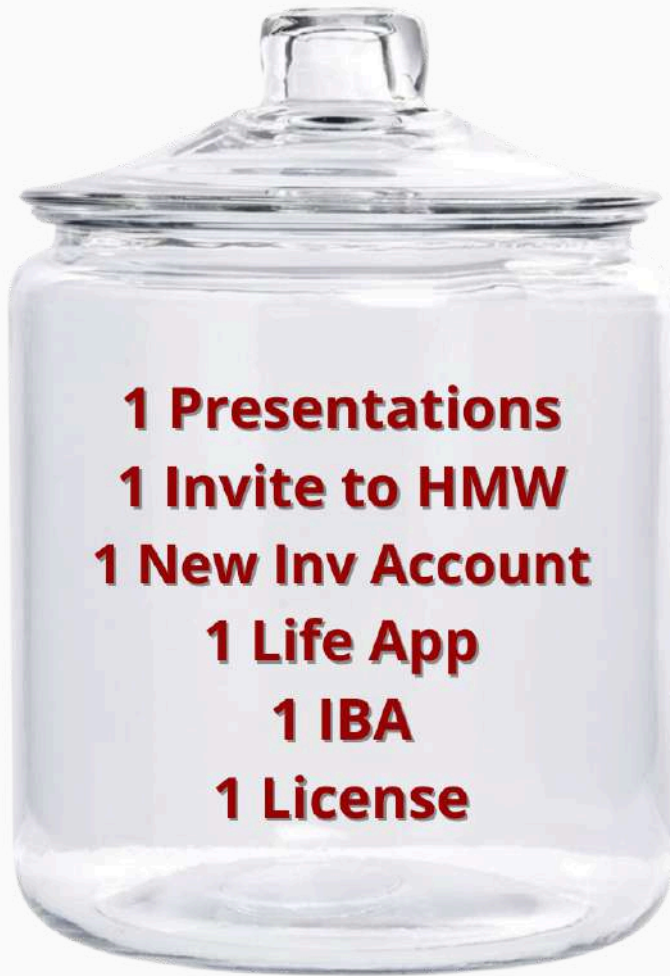 1 Presentations
1 Invite to HMW
1 New Inv Account
1 Life App
1 IBA
1 License